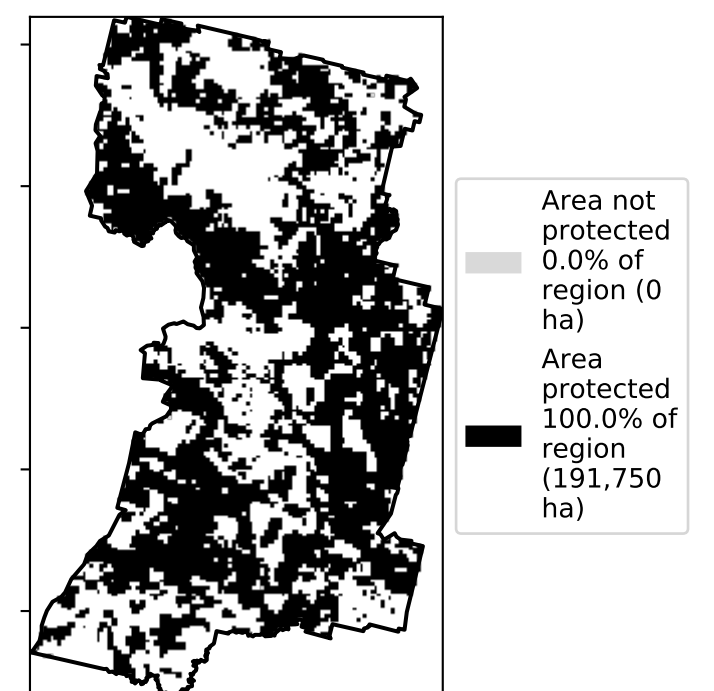 Area not
protected
0.0% of
region (0
ha)
Area
protected
100.0% of
region
(191,750
ha)